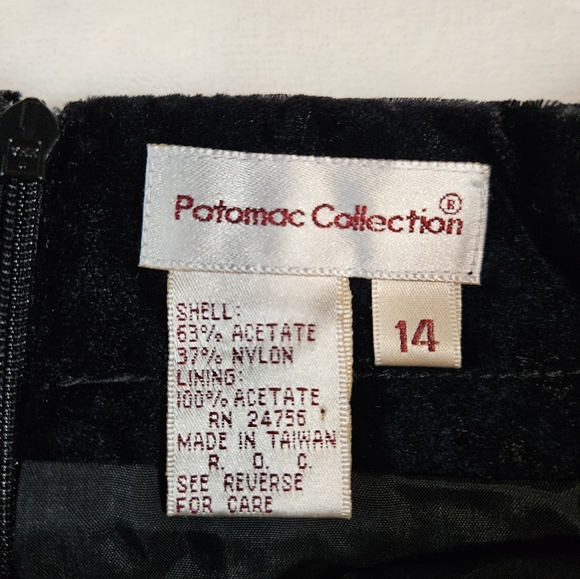 Potomac Collection ®
14
SHELL:
63% ACETATE
37% NYLON
LINING:
100% ACETATE
RN 24756
MADE IN TAIWAN
R. O. C.
SEE REVERSE
FOR CARE